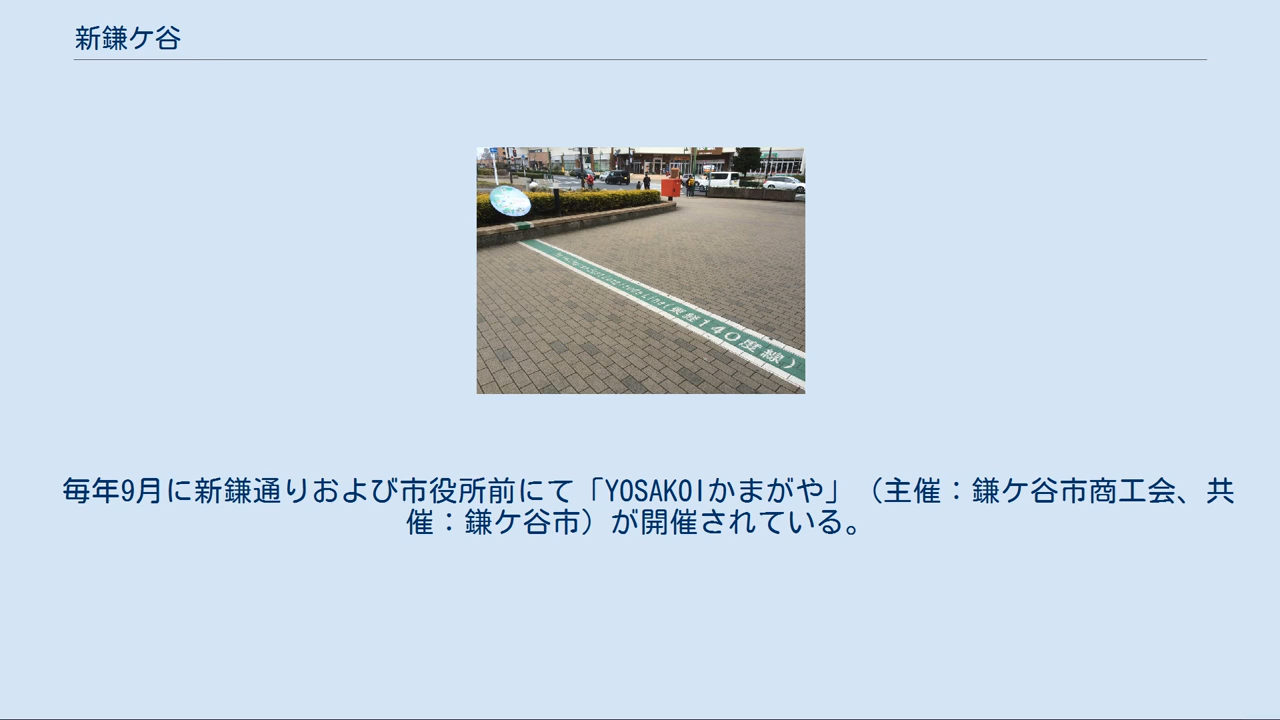 新鎌ケ谷
東経140度線）
毎年9月に新鎌通りおよび市役所前にて「YOSAKOIかまがや」（主催：鎌ケ谷市商工会、共
催：鎌ケ谷市）が開催されている。